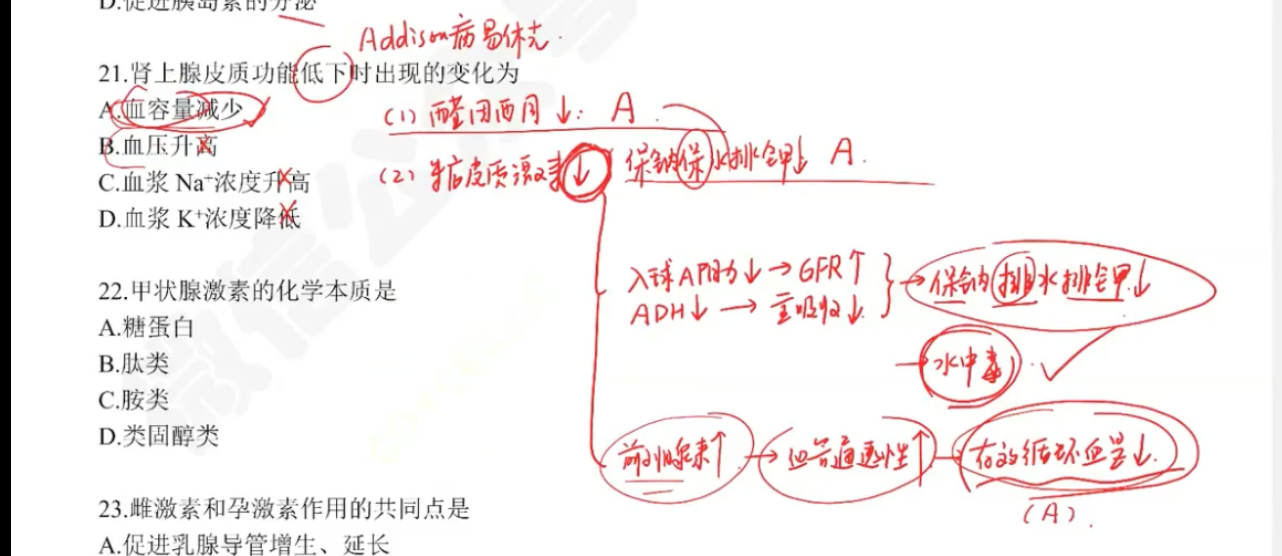 D.促进胰岛素的分泌
Addison病易休克.
21.肾上腺皮质功能低下时出现的变化为
A.血容量减少
(1) 醛固酮↓: A.
B.血压升高
(2) 糖皮质激素↓ 保钠保水排钾↓ A.
C.血浆 Na⁺浓度升高
D.血浆 K⁺浓度降低
入球AP阻力↓→GFR↑
→保钠排水排钾↓
22.甲状腺激素的化学本质是
ADH↓→重吸收↓
A.糖蛋白
B.肽类
→水中毒
C.胺类
D.类固醇类
前列腺素↑→血管通透性↑→有效循环血量↓.
(A).
23.雌激素和孕激素作用的共同点是
A.促进乳腺导管增生、延长